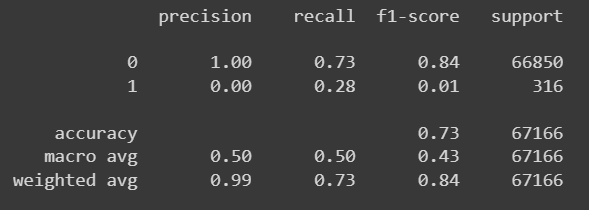 precision recall f1-score support
0 1.00 0.73 0.84 66850
1 0.00 0.28 0.01 316
accuracy 0.73 67166
macro avg 0.50 0.50 0.43 67166
weighted avg 0.99 0.73 0.84 67166